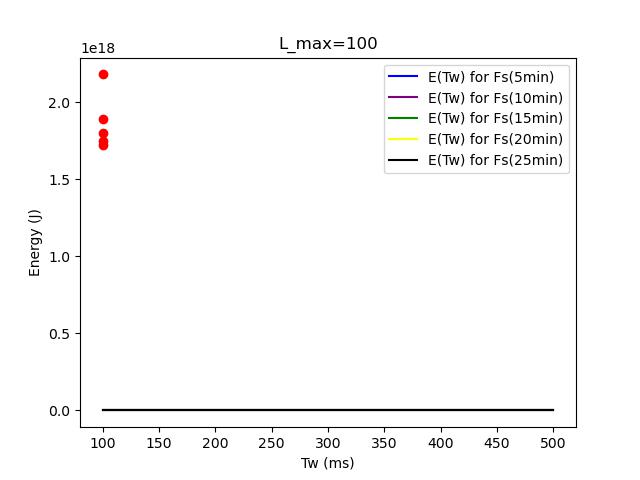 L_max=100
1e18
E(Tw) for Fs(5min)
E(Tw) for Fs(10min)
E(Tw) for Fs(15min)
E(Tw) for Fs(20min)
E(Tw) for Fs(25min)
2.0
1.5
1.0
0.5
0.0
Energy (J)
100 150 200 250 300 350 400 450 500
Tw (ms)